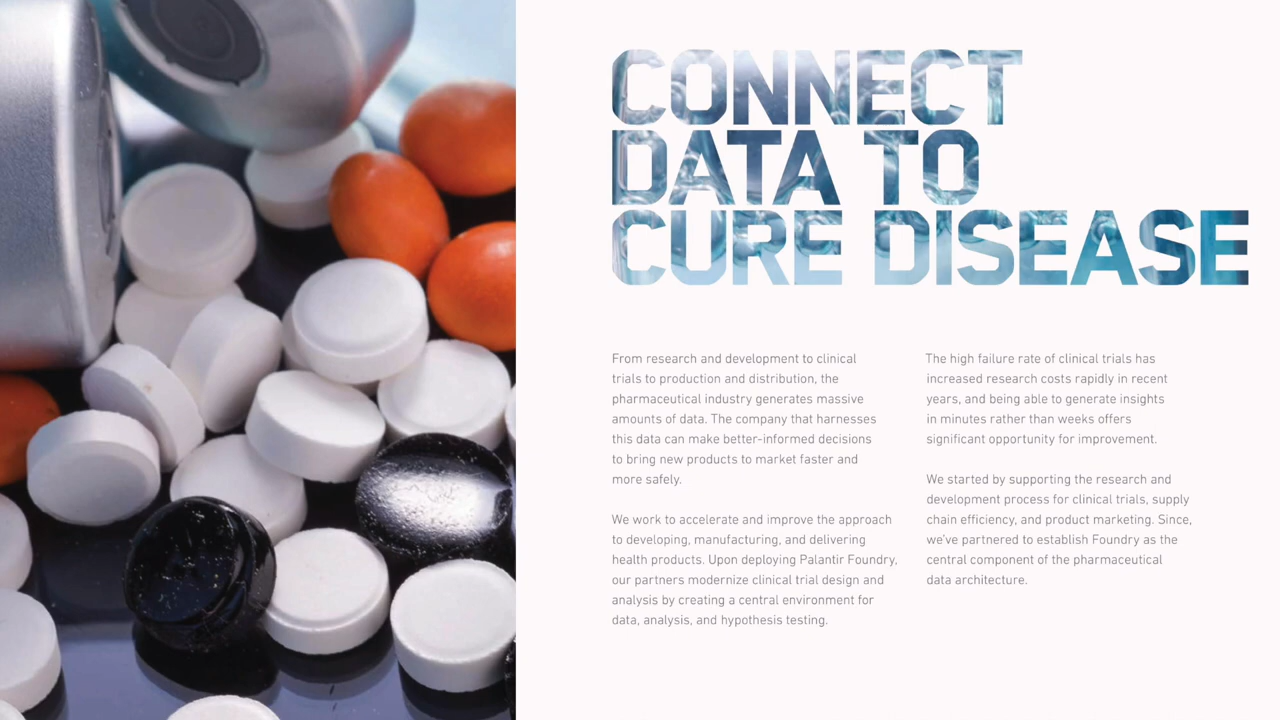 CONNECT
DATA TO
CURE DISEASE
From research and development to clinical
trials to production and distribution, the
pharmaceutical industry generates massive
amounts of data. The company that harnesses
this data can make better-informed decisions
to bring new products to market faster and
more safely.
We work to accelerate and improve the approach
to developing, manufacturing, and delivering
health products. Upon deploying Palantir Foundry,
our partners modernize clinical trial design and
analysis by creating a central environment for
data, analysis, and hypothesis testing.
The high failure rate of clinical trials has
increased research costs rapidly in recent
years, and being able to generate insights
in minutes rather than weeks offers
significant opportunity for improvement.
We started by supporting the research and
development process for clinical trials, supply
chain efficiency, and product marketing. Since,
we've partnered to establish Foundry as the
central component of the pharmaceutical
data architecture.